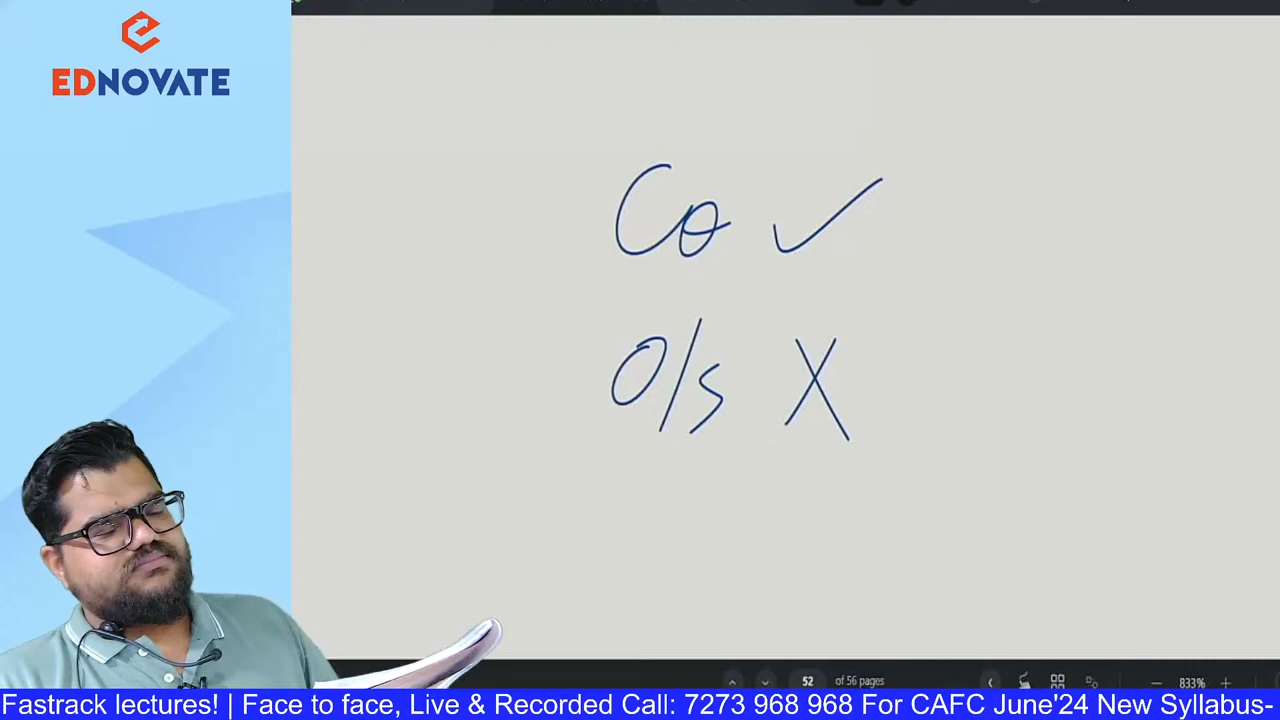 EDNOVATE
Co ✓
O/s X
52 of 56 pages
833%
Fastrack lectures! | Face to face, Live & Recorded Call: 7273 968 968 For CAFC June'24 New Syllabus-